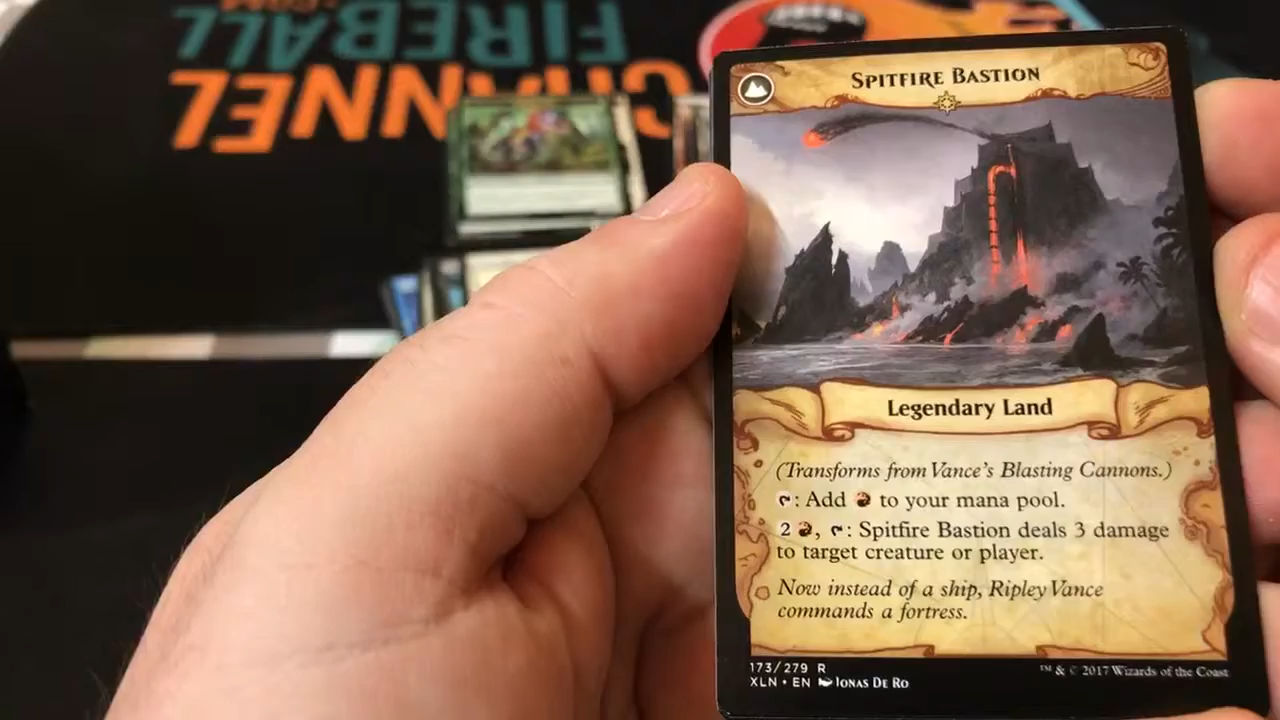 .COM
FIREBALL
CHANNEL
SPITFIRE BASTION
Legendary Land
(Transforms from Vance's Blasting Cannons.)
: Add to your mana pool.
2 , : Spitfire Bastion deals 3 damage
to target creature or player.
Now instead of a ship, Ripley Vance
commands a fortress.
173/279 R
XLN • EN Jonas De Ro
™ & © 2017 Wizards of the Coast